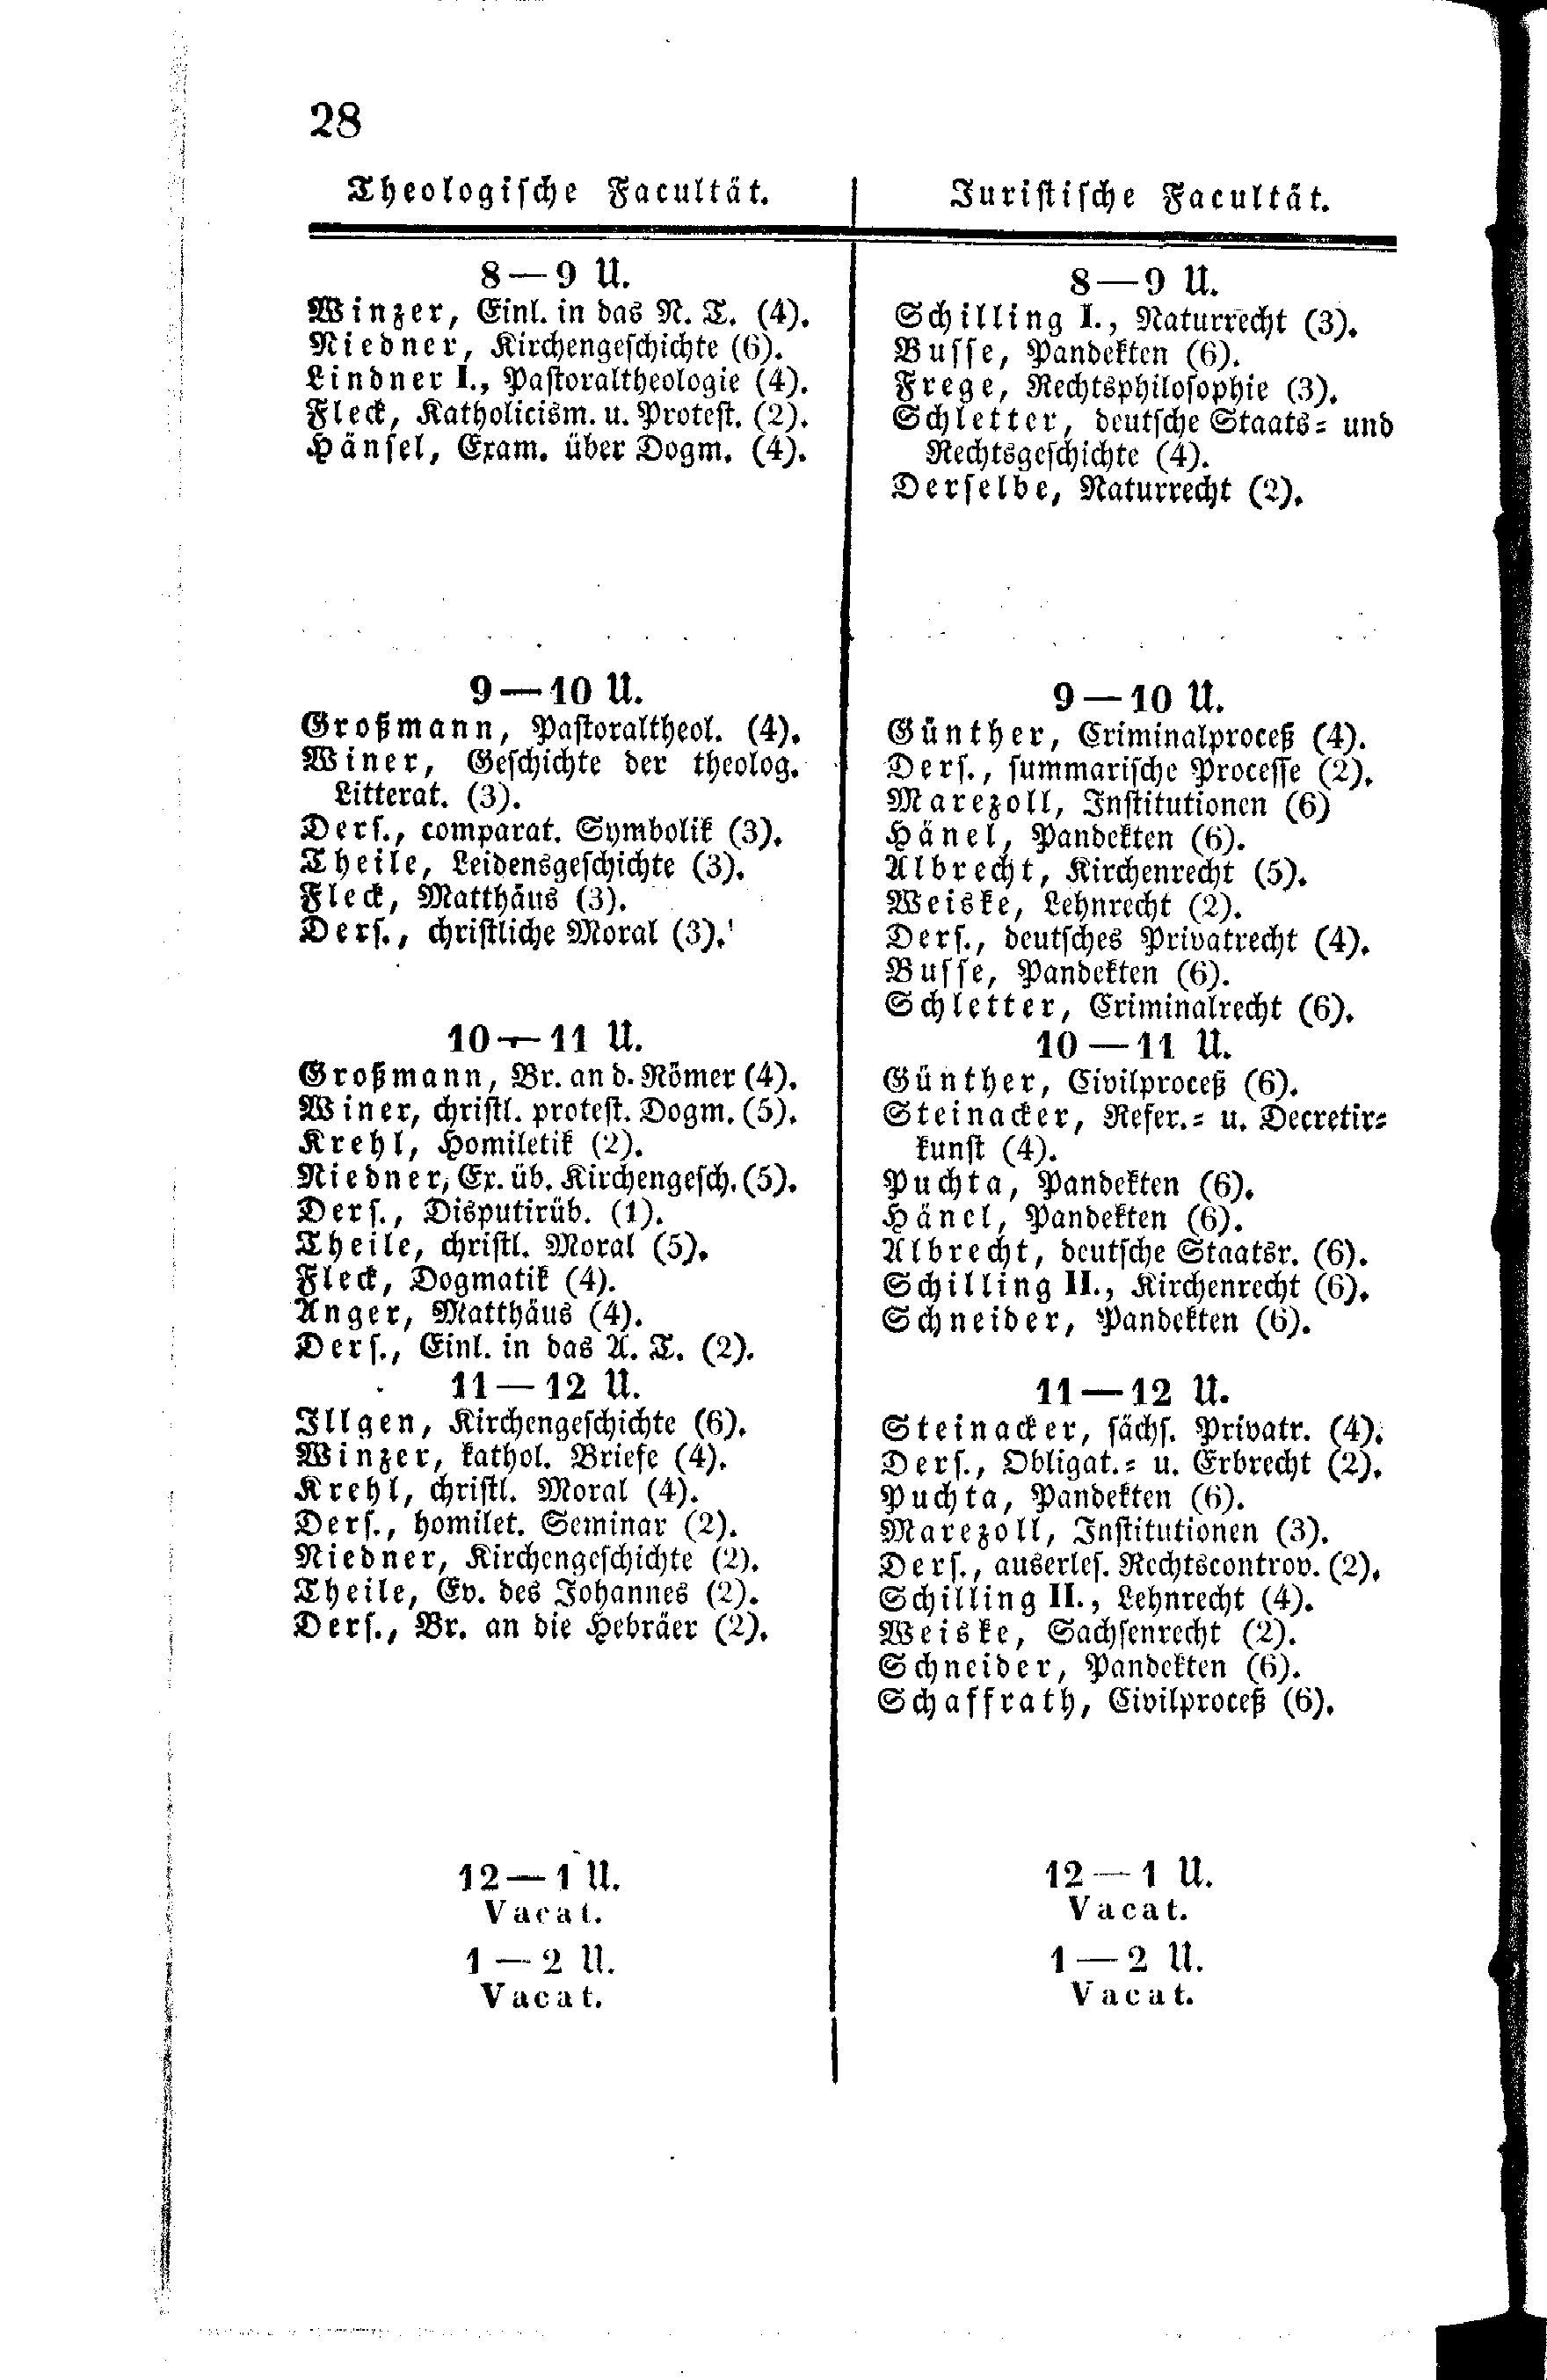 28
Theologische Facultät.
8—9 U.
Winzer, Einl. in das N. T. (4).
Niedner, Kirchengeschichte (6).
Lindner I., Pastoraltheologie (4).
Fleck, Katholicism. u. Protest. (2).
Hänsel, Exam. über Dogm. (4).
9—10 U.
Großmann, Pastoraltheol. (4).
Winer, Geschichte der theolog.
Litterat. (3).
Ders., comparat. Symbolik (3).
Theile, Leidensgeschichte (3).
Fleck, Matthäus (3).
Ders., christliche Moral (3).
10—11 U.
Großmann, Br. an d. Römer (4).
Winer, christl. protest. Dogm. (5).
Krehl, Homiletik (2).
Niedner, Ex. üb. Kirchengesch. (5).
Ders., Disputirüb. (1).
Theile, christl. Moral (5).
Fleck, Dogmatik (4).
Anger, Matthäus (4).
Ders., Einl. in das A. T. (2).
11—12 U.
Illgen, Kirchengeschichte (6).
Winzer, kathol. Briefe (4).
Krehl, christl. Moral (4).
Ders., homilet. Seminar (2).
Niedner, Kirchengeschichte (2).
Theile, Ev. des Johannes (2).
Ders., Br. an die Hebräer (2).
12—1 U.
Vacat.
1—2 U.
Vacat.
Juristische Facultät.
8—9 U.
Schilling I., Naturrecht (3).
Busse, Pandekten (6).
Frege, Rechtsphilosophie (3).
Schletter, deutsche Staats= und
Rechtsgeschichte (4).
Derselbe, Naturrecht (2).
9—10 U.
Günther, Criminalproceß (4).
Ders., summarische Processe (2).
Marezoll, Institutionen (6)
Hänel, Pandekten (6).
Albrecht, Kirchenrecht (5).
Weiske, Lehnrecht (2).
Ders., deutsches Privatrecht (4).
Busse, Pandekten (6).
Schletter, Criminalrecht (6).
10—11 U.
Günther, Civilproceß (6).
Steinacker, Refer.= u. Decretir=
kunst (4).
Puchta, Pandekten (6).
Hänel, Pandekten (6).
Albrecht, deutsche Staatsr. (6).
Schilling II., Kirchenrecht (6).
Schneider, Pandekten (6).
11—12 U.
Steinacker, sächs. Privatr. (4).
Ders., Obligat.= u. Erbrecht (2).
Puchta, Pandekten (6).
Marezoll, Institutionen (3).
Ders., auserles. Rechtscontrov. (2).
Schilling II., Lehnrecht (4).
Weiske, Sachsenrecht (2).
Schneider, Pandekten (6).
Schaffrath, Civilproceß (6).
12—1 U.
Vacat.
1—2 U.
Vacat.